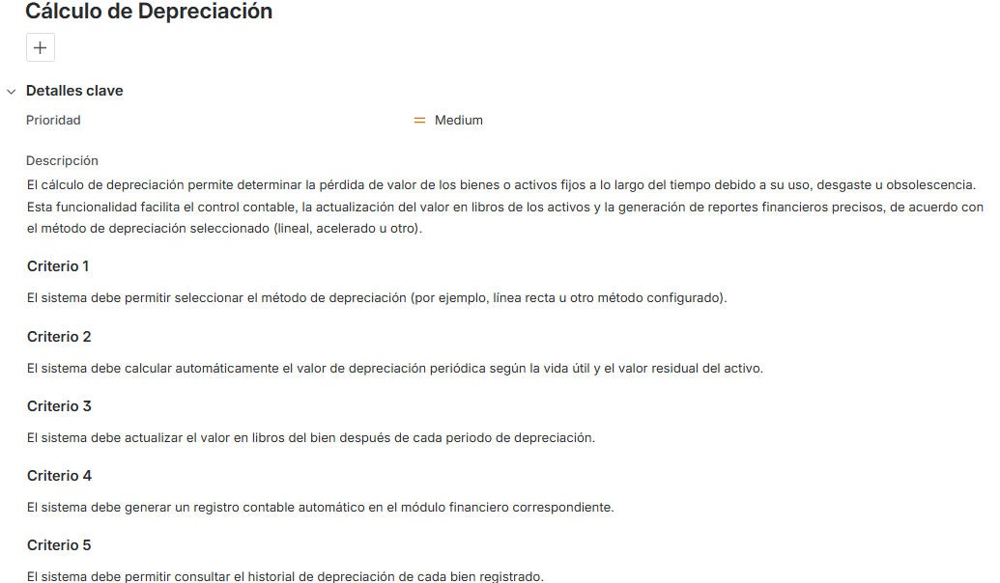 Cálculo de Depreciación
Detalles clave
Prioridad
Medium
Descripción
El cálculo de depreciación permite determinar la pérdida de valor de los bienes o activos fijos a lo largo del tiempo debido a su uso, desgaste u obsolescencia.
Esta funcionalidad facilita el control contable, la actualización del valor en libros de los activos y la generación de reportes financieros precisos, de acuerdo con
el método de depreciación seleccionado (lineal, acelerado u otro).
Criterio 1
El sistema debe permitir seleccionar el método de depreciación (por ejemplo, línea recta u otro método configurado).
Criterio 2
El sistema debe calcular automáticamente el valor de depreciación periódica según la vida útil y el valor residual del activo.
Criterio 3
El sistema debe actualizar el valor en libros del bien después de cada periodo de depreciación.
Criterio 4
El sistema debe generar un registro contable automático en el módulo financiero correspondiente.
Criterio 5
El sistema debe permitir consultar el historial de depreciación de cada bien registrado.